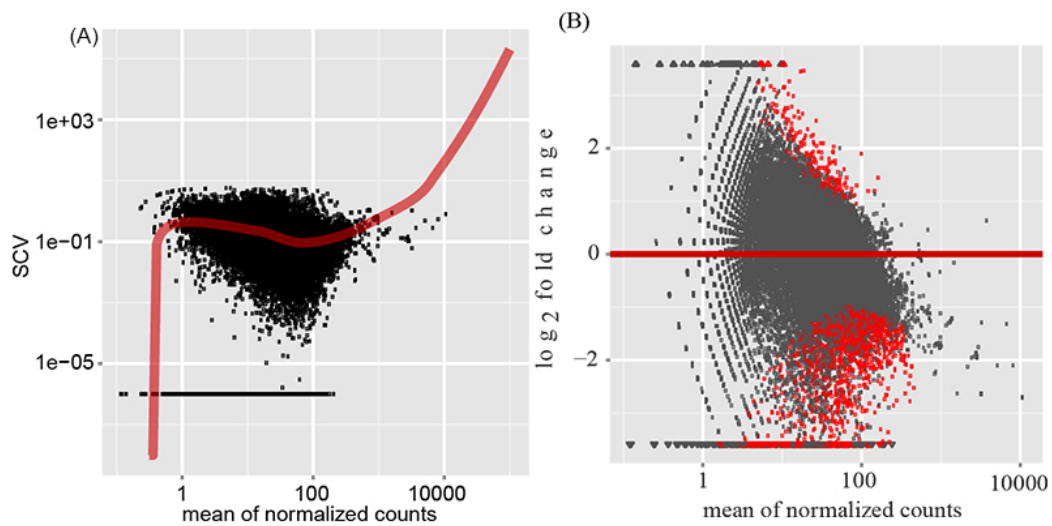 (A)
SCV
1e+03
1e-01
1e-05
1
100
10000
mean of normalized counts
(B)
log 2 fold change
2
0
−2
1
100
10000
mean of normalized counts